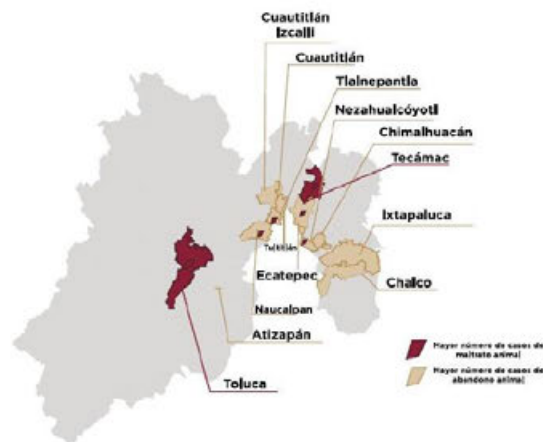 Cuautitlán
Izcalli
Cuautitlán
Tlalnepantla
Nezahualcóyotl
Chimalhuacán
Tecámac
Ixtapaluca
Tultitlán
Ecatepec
Chalco
Naucalpan
Atizapán
Toluca
Mayor número de casos de
maltrato animal
Mayor número de casos de
abandono animal